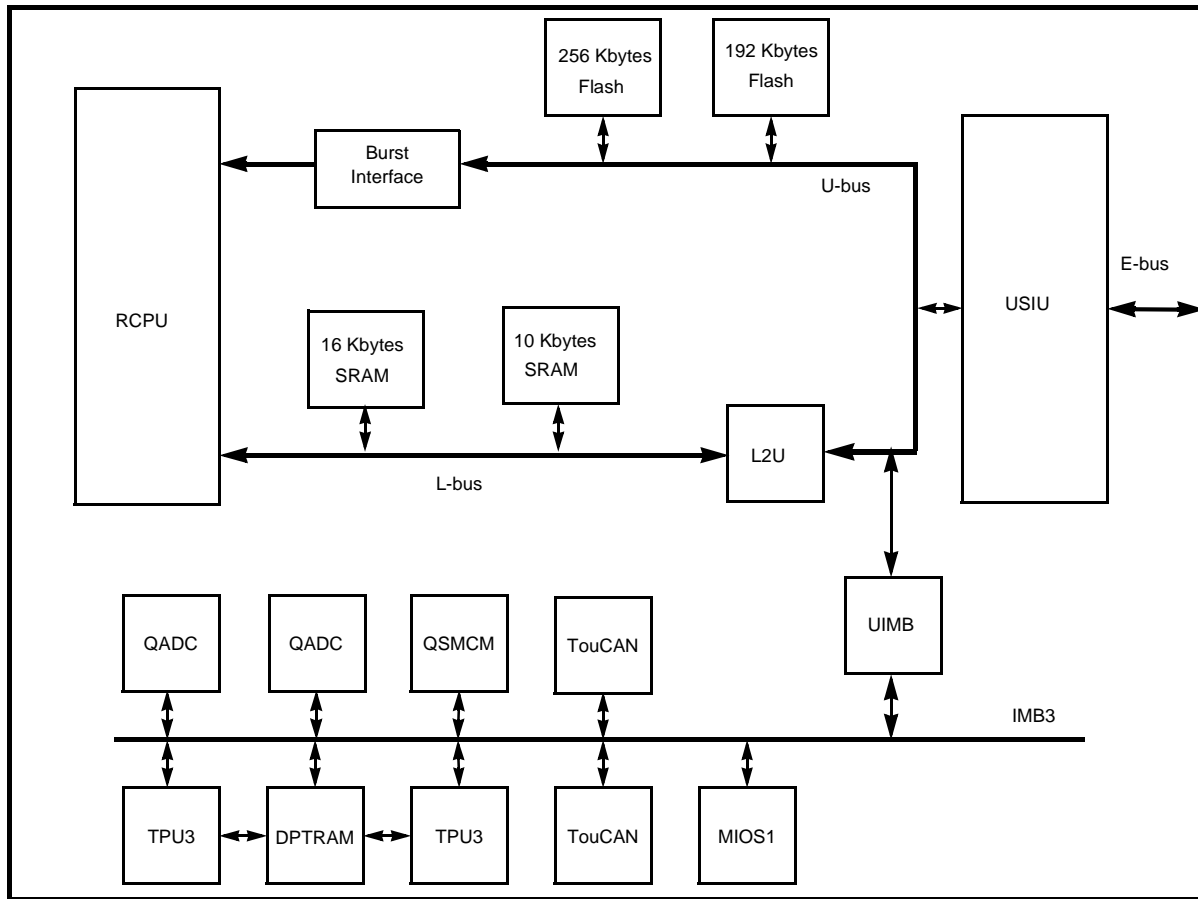 256 Kbytes
Flash
192 Kbytes
Flash
Burst
Interface
U-bus
E-bus
RCPU
USIU
16 Kbytes
SRAM
10 Kbytes
SRAM
L2U
L-bus
UIMB
QADC
QADC
QSMCM
TouCAN
IMB3
TPU3
DPTRAM
TPU3
TouCAN
MIOS1